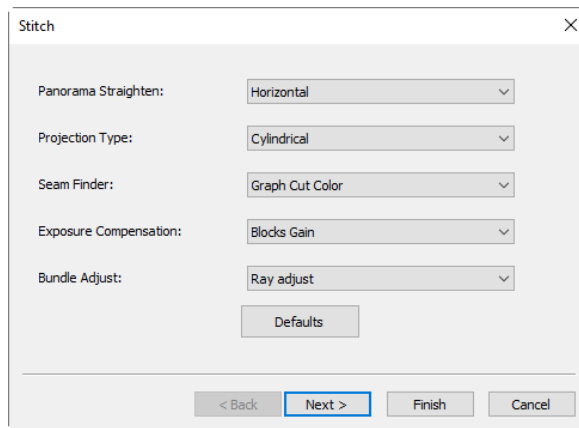 Stitch
Panorama Straighten: Horizontal
Projection Type: Cylindrical
Seam Finder: Graph Cut Color
Exposure Compensation: Blocks Gain
Bundle Adjust: Ray adjust
Defaults
< Back Next > Finish Cancel